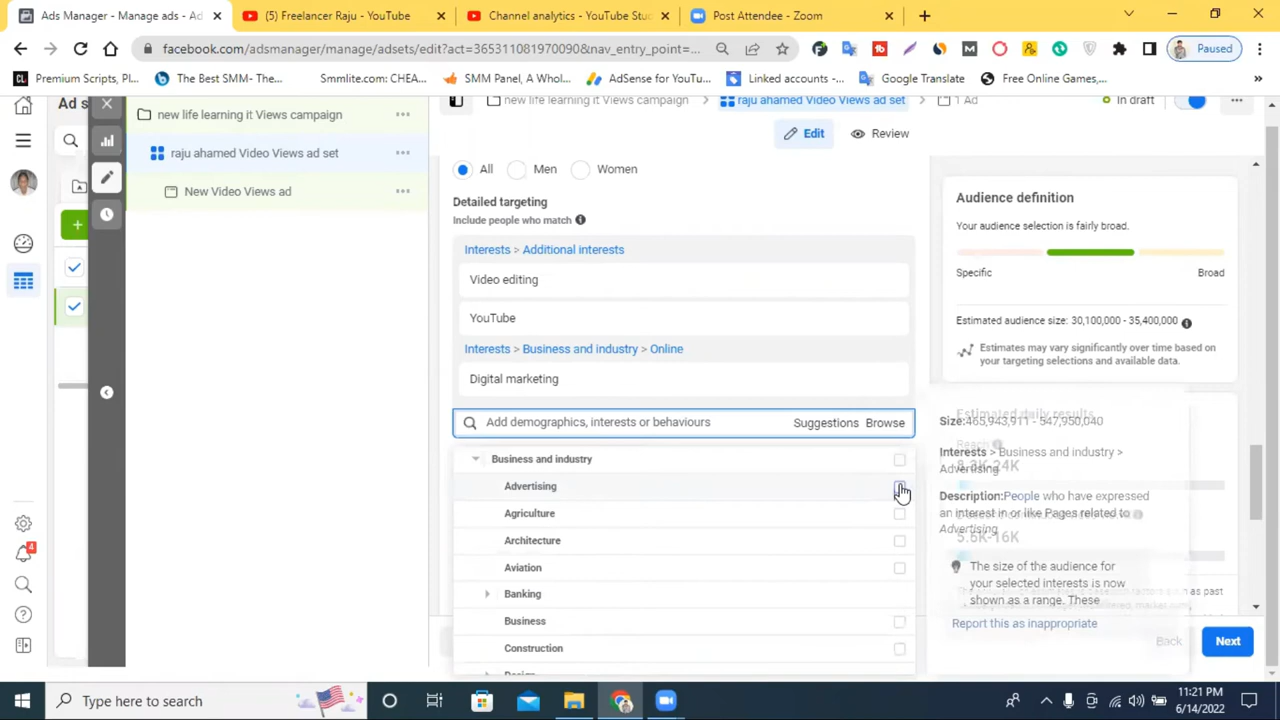 Ads Manager - Manage ads - Ad
(5) Freelancer Raju - YouTube
Channel analytics - YouTube Stu
Post Attendee - Zoom
facebook.com/adsmanager/manage/adsets/edit?act=365311081970090&nav_entry_point=...
Paused
Premium Scripts, Pl...
The Best SMM- The...
Smmlite.com: CHEA...
SMM Panel, A Whol...
AdSense for YouTu...
Linked accounts -...
Google Translate
Free Online Games,...
Ad s
new life learning it Views campaign
raju ahamed Video Views ad set
New Video Views ad
new life learning it Views campaign
raju ahamed Video Views ad set
1 Ad
In draft
Edit
Review
All
Men
Women
Detailed targeting
Include people who match
Interests > Additional interests
Video editing
YouTube
Interests > Business and industry > Online
Digital marketing
Add demographics, interests or behaviours
Suggestions
Browse
Business and industry
Advertising
Agriculture
Architecture
Aviation
Banking
Business
Construction
Design
Audience definition
Your audience selection is fairly broad.
Specific
Broad
Estimated audience size: 30,100,000 - 35,400,000
Estimates may vary significantly over time based on
your targeting selections and available data.
Estimated daily results
Size:465,943,911 - 547,950,040
Reach
Interests > Business and industry >
Advertising
Description:People who have expressed
an interest in or like Pages related to
Advertising
5.6K-16K
The size of the audience for
your selected interests is now
shown as a range. These
Report this as inappropriate
Back
Next
4
Type here to search
11:21 PM
6/14/2022